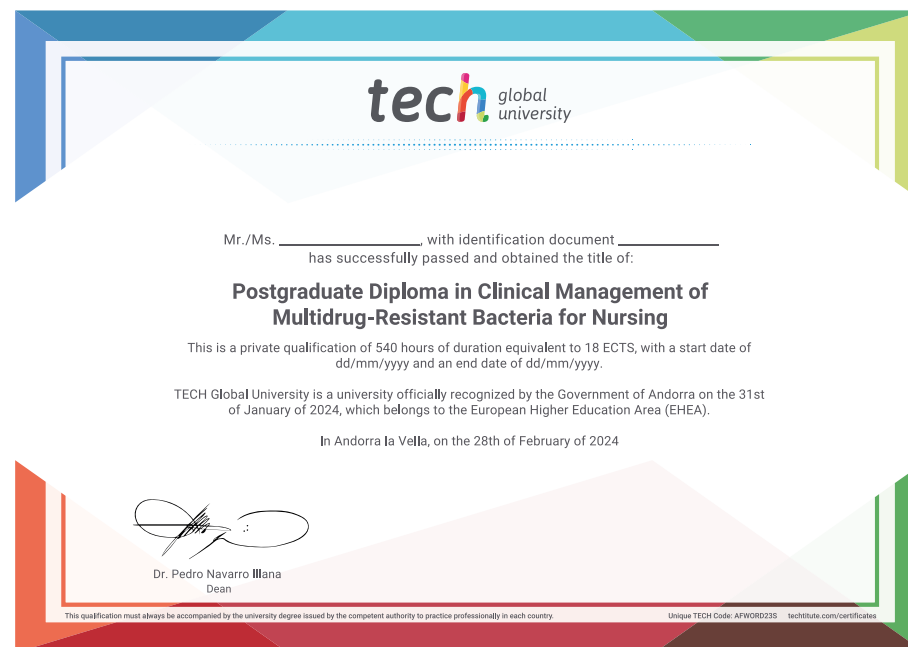 tech global university
Mr./Ms. ____________________, with identification document ______________
has successfully passed and obtained the title of:
Postgraduate Diploma in Clinical Management of
Multidrug-Resistant Bacteria for Nursing
This is a private qualification of 540 hours of duration equivalent to 18 ECTS, with a start date of
dd/mm/yyyy and an end date of dd/mm/yyyy.
TECH Global University is a university officially recognized by the Government of Andorra on the 31st
of January of 2024, which belongs to the European Higher Education Area (EHEA).
In Andorra la Vella, on the 28th of February of 2024
Dr. Pedro Navarro Illana
Dean
This qualification must always be accompanied by the university degree issued by the competent authority to practice professionally in each country.
Unique TECH Code: AFWORD23S techtitute.com/certificates